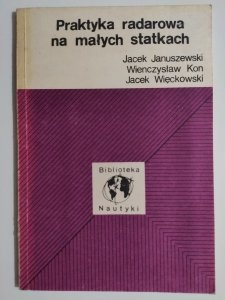 Praktyka radarowa
na małych statkach
Jacek Januszewski
Wienczysław Kon
Jacek Więckowski
Biblioteka
Nautyki